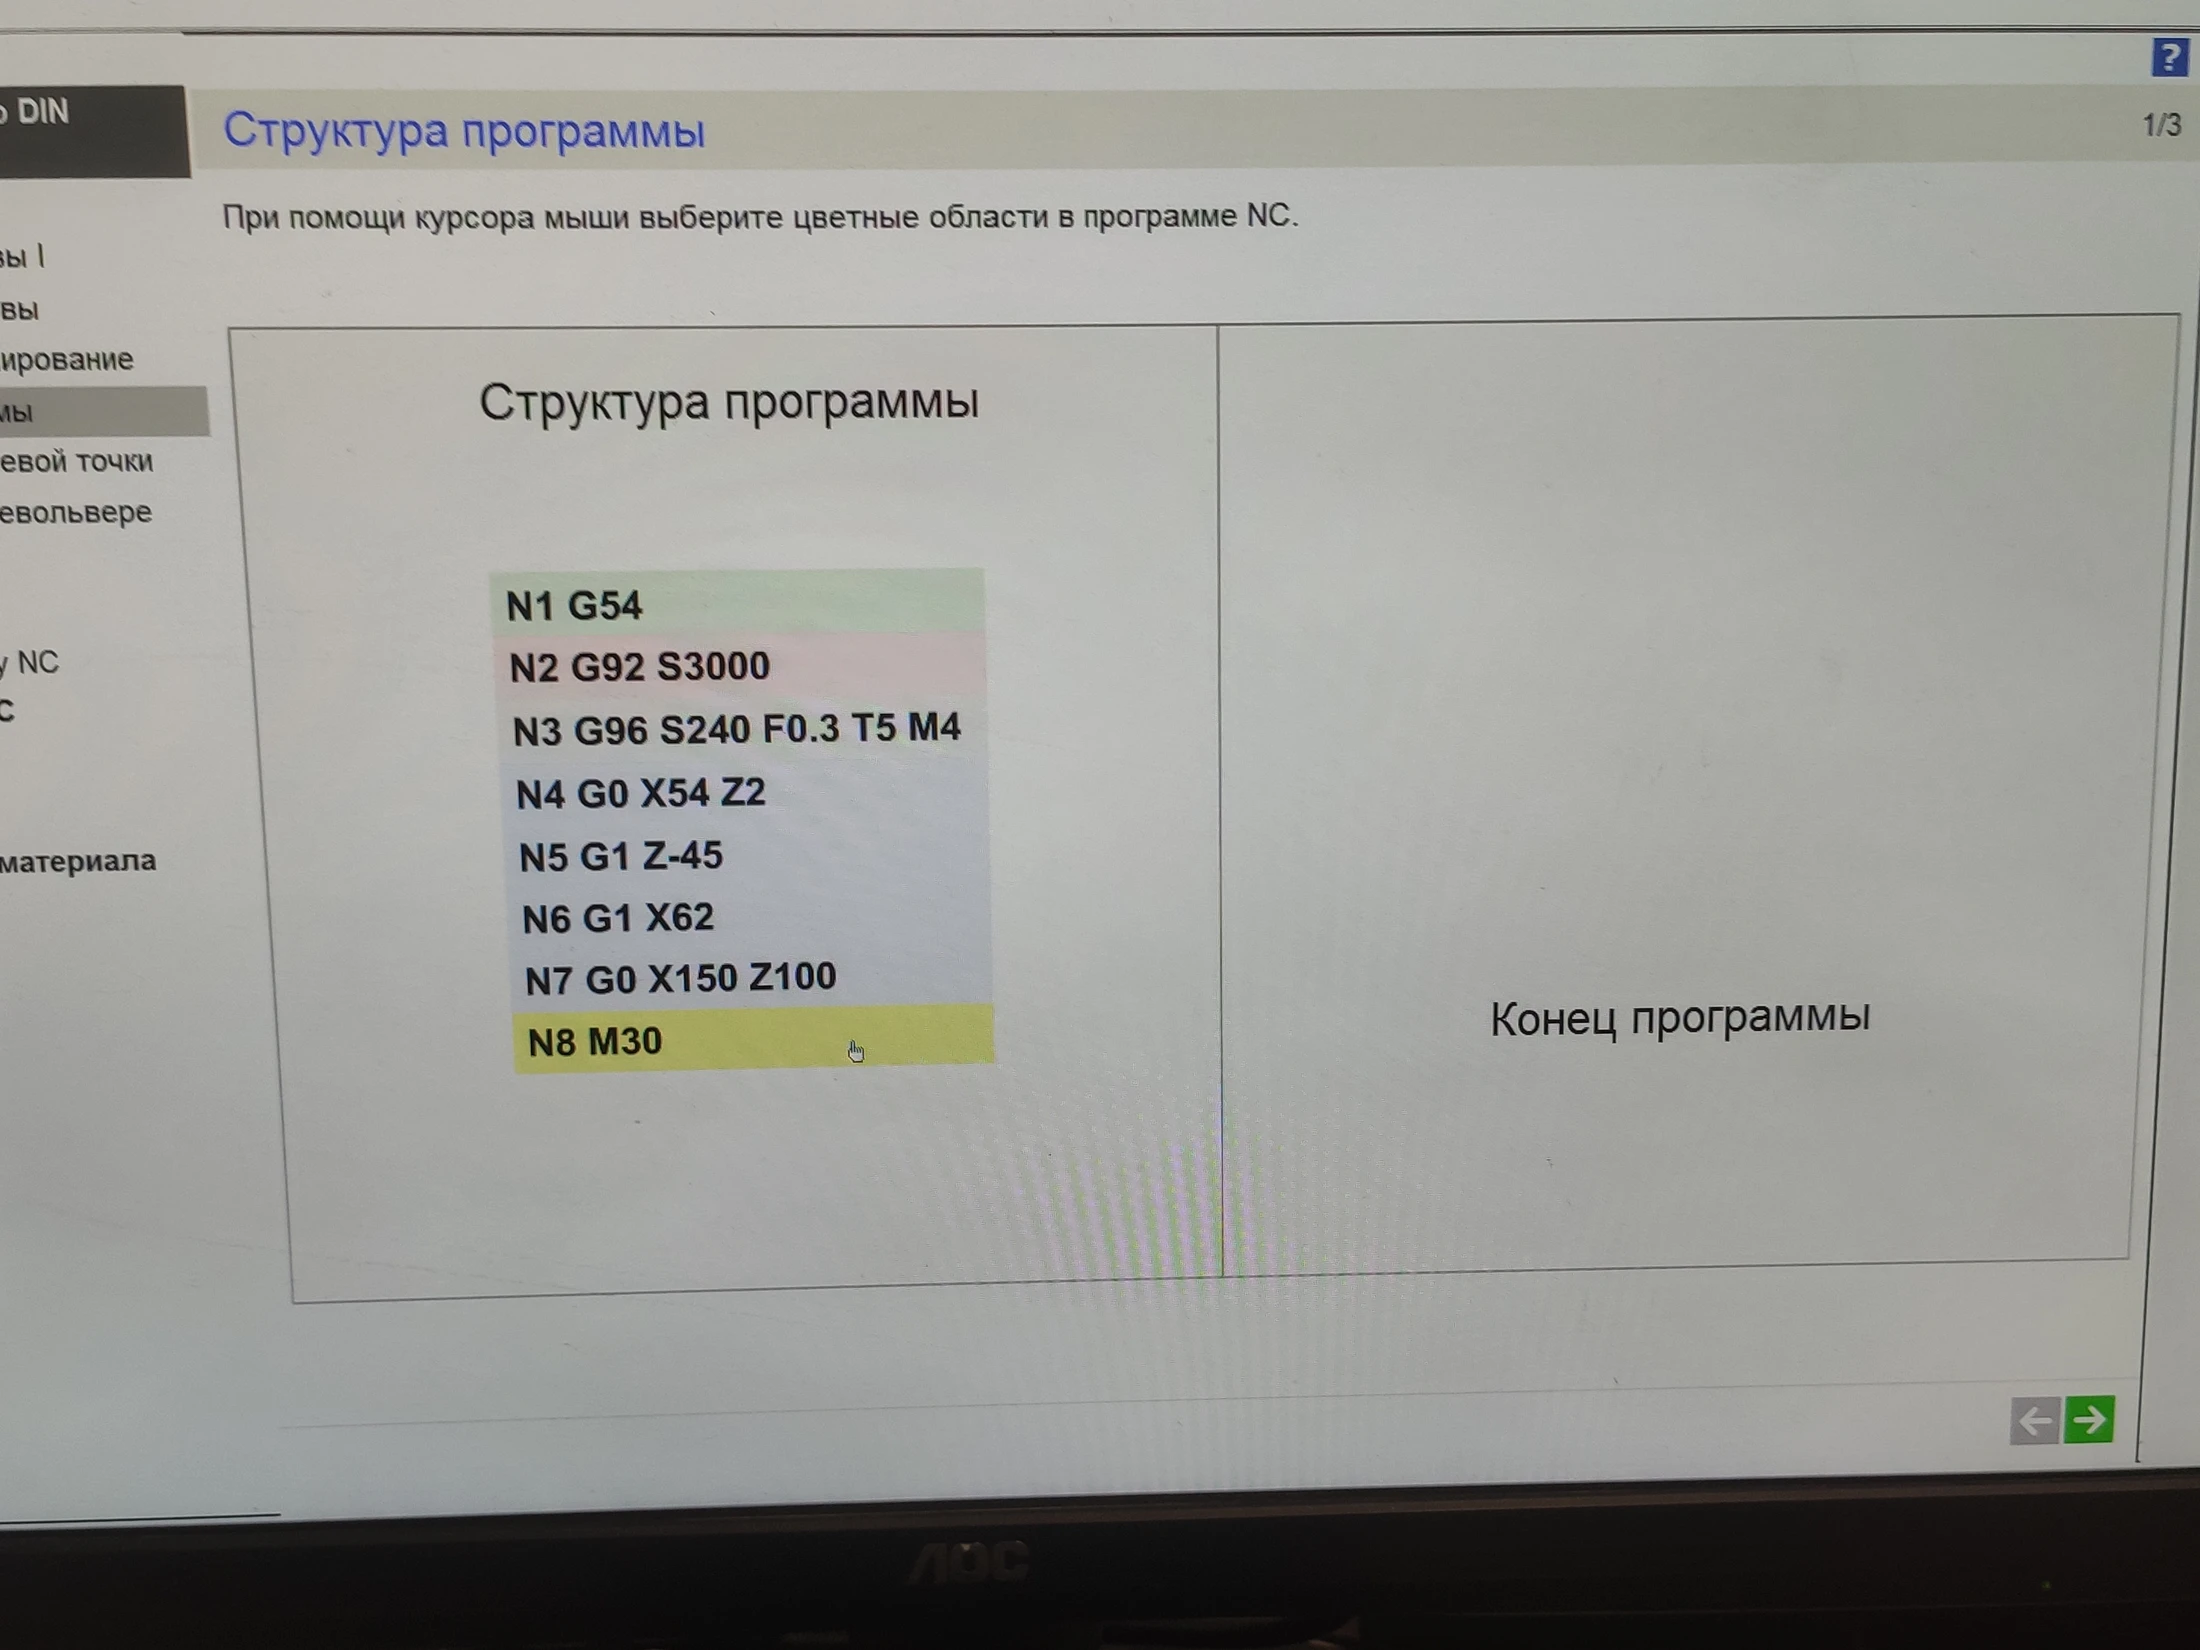 ?
DIN
Структура программы
1/3
При помощи курсора мыши выберите цветные области в программе NC.
вы I
вы
ирование
мы
евой точки
евольвере
у NC
С
материала
Структура программы
N1 G54
N2 G92 S3000
N3 G96 S240 F0.3 T5 M4
N4 G0 X54 Z2
N5 G1 Z-45
N6 G1 X62
N7 G0 X150 Z100
N8 M30
Конец программы
AOC